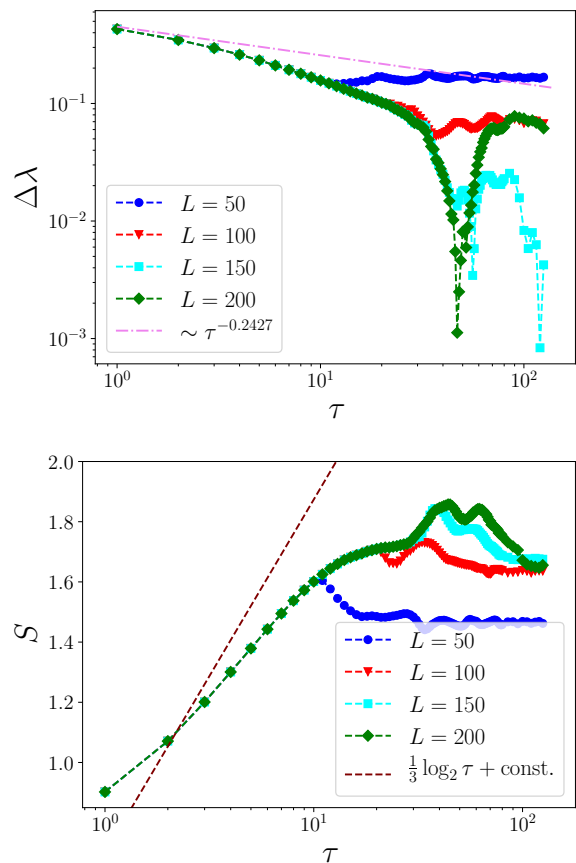 Δλ
10⁻¹
10⁻²
10⁻³
L = 50
L = 100
L = 150
L = 200
∼ τ⁻⁰·²⁴²⁷
10⁰
10¹
10²
τ
S
2.0
1.8
1.6
1.4
1.2
1.0
L = 50
L = 100
L = 150
L = 200
1/3 log₂ τ + const.
10⁰
10¹
10²
τ